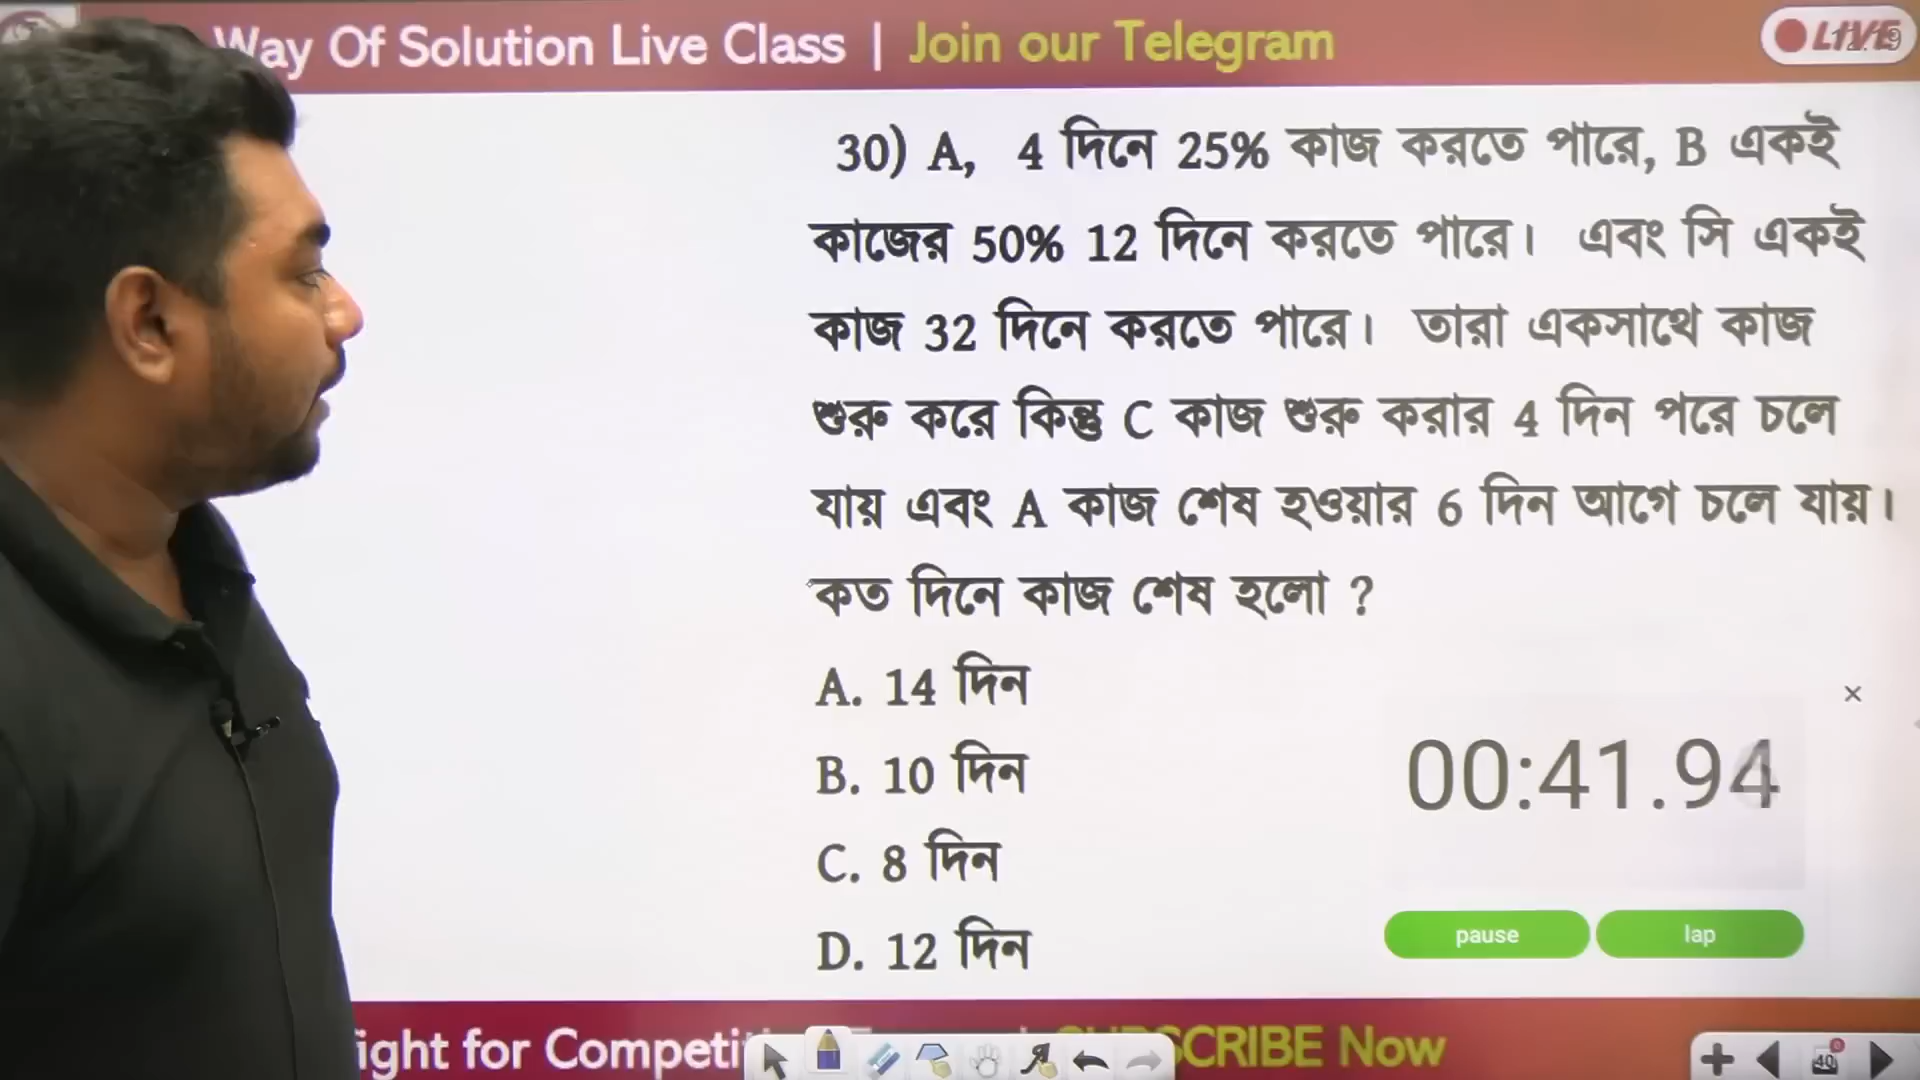 Way Of Solution Live Class | Join our Telegram
LIVE
30) A, 4 দিনে 25% কাজ করতে পারে, B একই
কাজের 50% 12 দিনে করতে পারে। এবং সি একই
কাজ 32 দিনে করতে পারে। তারা একসাথে কাজ
শুরু করে কিন্তু C কাজ শুরু করার 4 দিন পরে চলে
যায় এবং A কাজ শেষ হওয়ার 6 দিন আগে চলে যায়।
কত দিনে কাজ শেষ হলো ?
A. 14 দিন
B. 10 দিন
C. 8 দিন
D. 12 দিন
00:41.94
pause lap
ight for Competi
SCRIBE Now
40